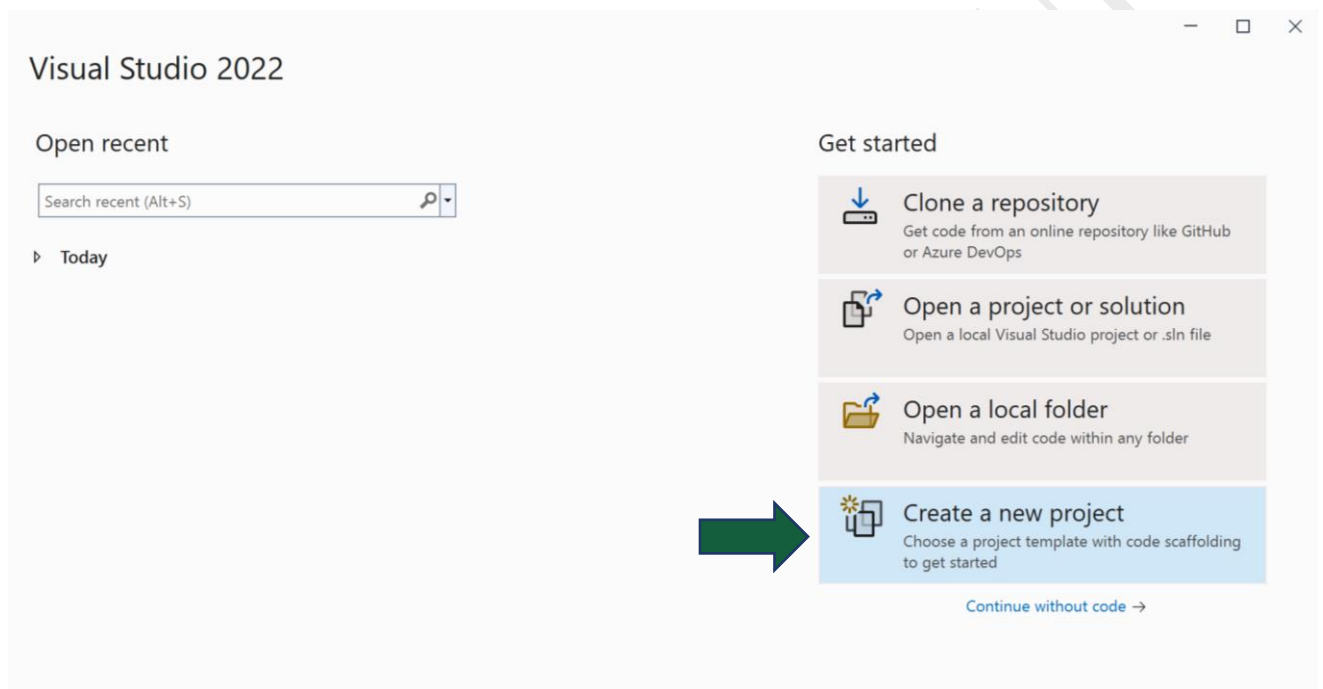 Visual Studio 2022
Open recent
Search recent (Alt+S)
Today
Get started
Clone a repository
Get code from an online repository like GitHub
or Azure DevOps
Open a project or solution
Open a local Visual Studio project or .sln file
Open a local folder
Navigate and edit code within any folder
Create a new project
Choose a project template with code scaffolding
to get started
Continue without code →